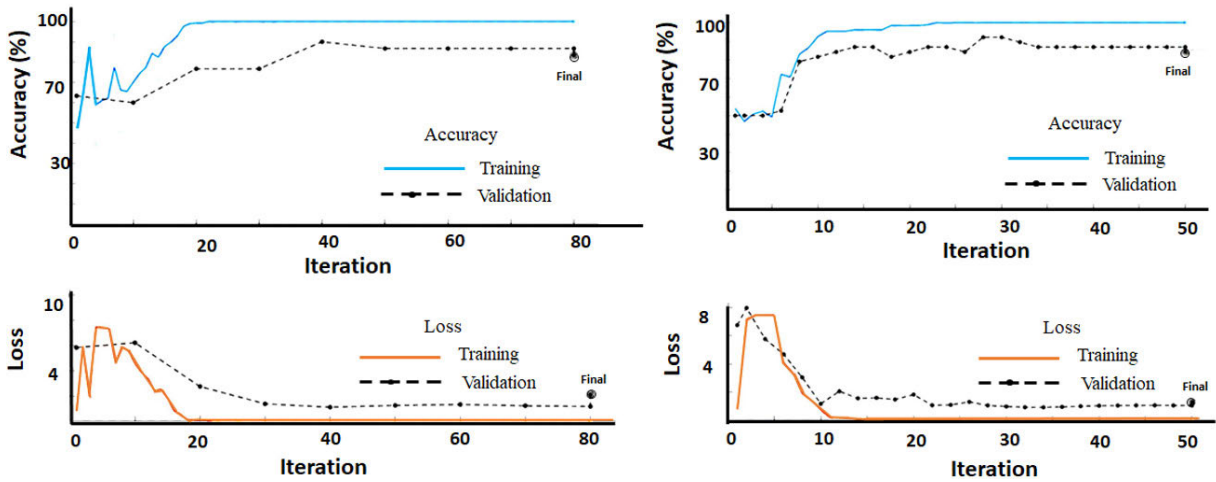 100
Accuracy (%)
70
Final
Accuracy
30
Training
Validation
0
20
40
60
80
Iteration
100
Accuracy (%)
70
Final
Accuracy
30
Training
Validation
0
10
20
30
40
50
Iteration
10
Loss
Loss
4
Training
Validation
Final
0
20
40
60
80
Iteration
8
Loss
Loss
4
Training
Validation
Final
0
10
20
30
40
50
Iteration